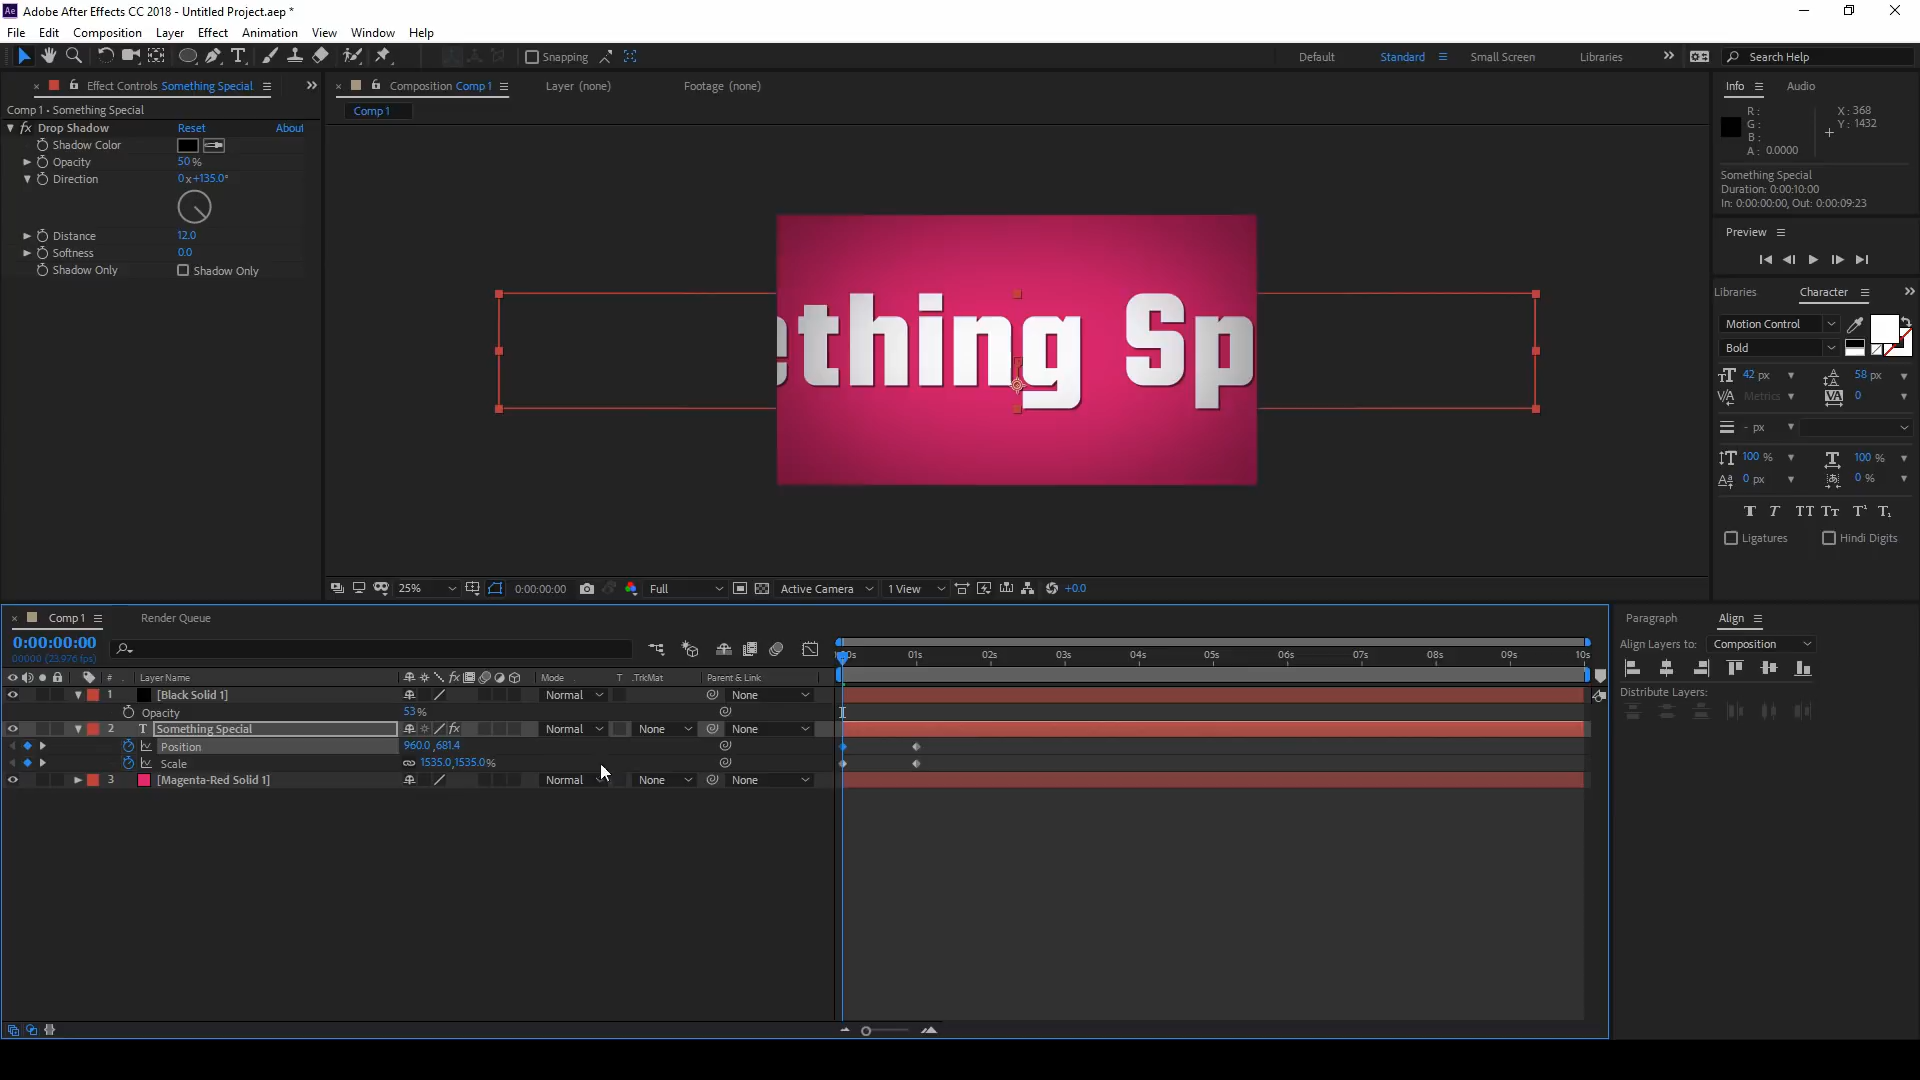 Adobe After Effects CC 2018 - Untitled Project.aep *
File Edit Composition Layer Effect Animation View Window Help
Snapping Default Standard Small Screen Libraries Search Help
Effect Controls Something Special
Composition Comp 1 Layer (none) Footage (none)
Info Audio
Comp 1 • Something Special
Comp 1
fx Drop Shadow Reset About
Shadow Color
Opacity 50 %
Direction 0 x +135.0°
Distance 12.0
Softness 0.0
Shadow Only Shadow Only
R : X : 368
G : Y : 1432
B :
A : 0.0000
Something Special
Duration: 0:00:10:00
In: 0:00:00:00, Out: 0:00:09:23
Preview
Libraries Character
Motion Control
Bold
42 px 58 px
Metrics 0
- px
100 % 100 %
0 px 0 %
T T TT Tт T¹ T₁
Ligatures Hindi Digits
ething Sp
25% 0:00:00:00 Full Active Camera 1 View +0.0
Comp 1 Render Queue
0:00:00:00
00000 (23.976 fps)
01s 02s 03s 04s 05s 06s 07s 08s 09s 10s
# Layer Name Mode T .TrkMat Parent & Link
1 [Black Solid 1] Normal None
Opacity 53 %
2 T Something Special fx Normal None None
Position 960.0 ,681.4
Scale 1535.0,1535.0 %
3 [Magenta-Red Solid 1] Normal None None
Paragraph Align
Align Layers to: Composition
Distribute Layers: